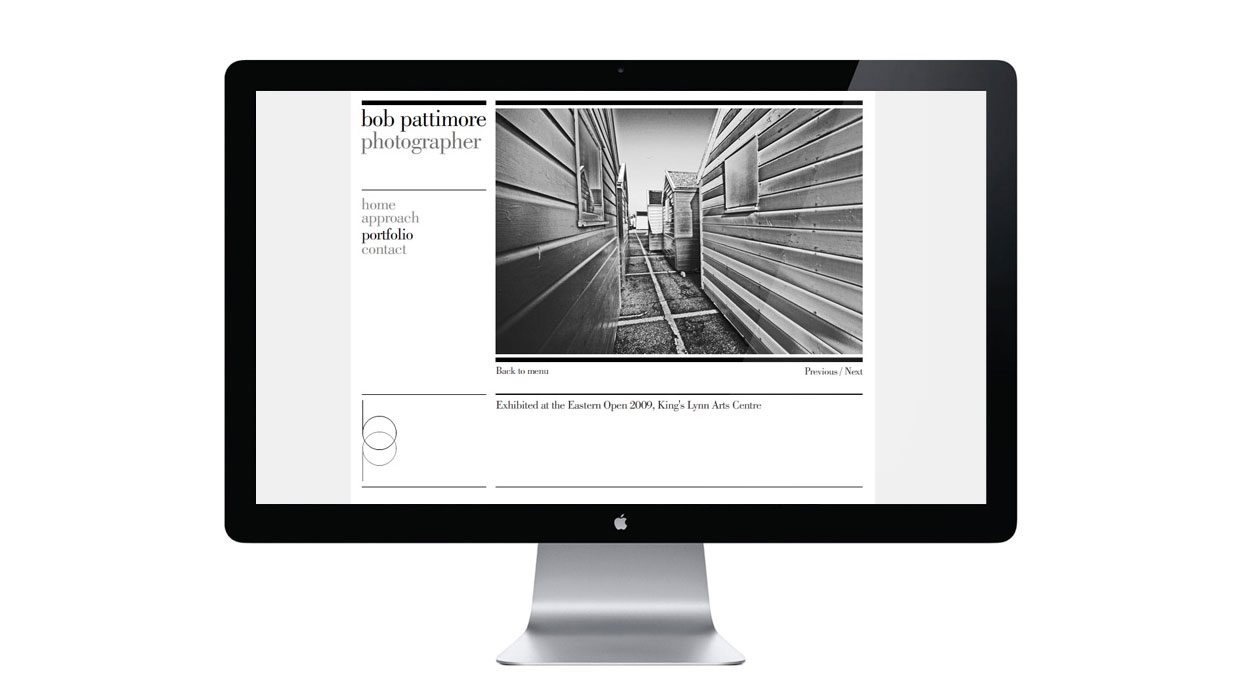 bob pattimore
photographer
home
approach
portfolio
contact
Back to menu
Previous / Next
Exhibited at the Eastern Open 2009, King's Lynn Arts Centre